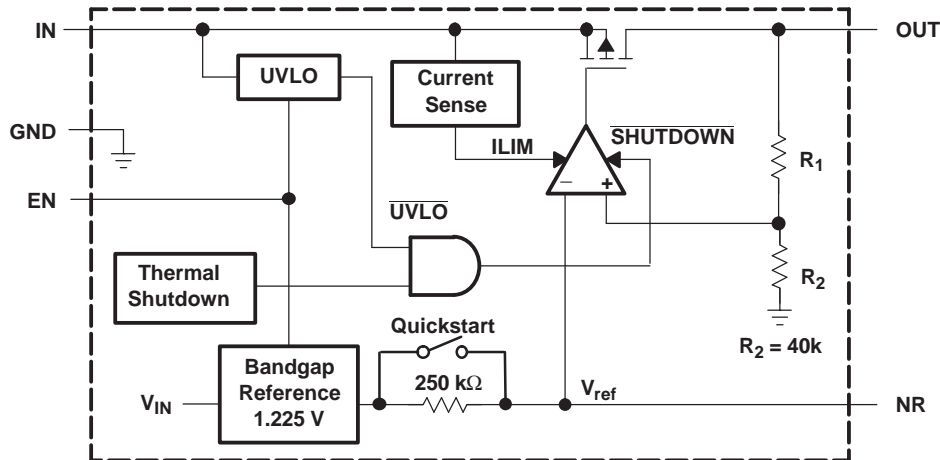 IN
OUT
UVLO
Current
Sense
GND
ILIM
SHUTDOWN
R1
− +
EN
UVLO
Thermal
Shutdown
R2
Quickstart
R2 = 40k
Bandgap
Reference
1.225 V
250 kΩ
VIN
Vref
NR